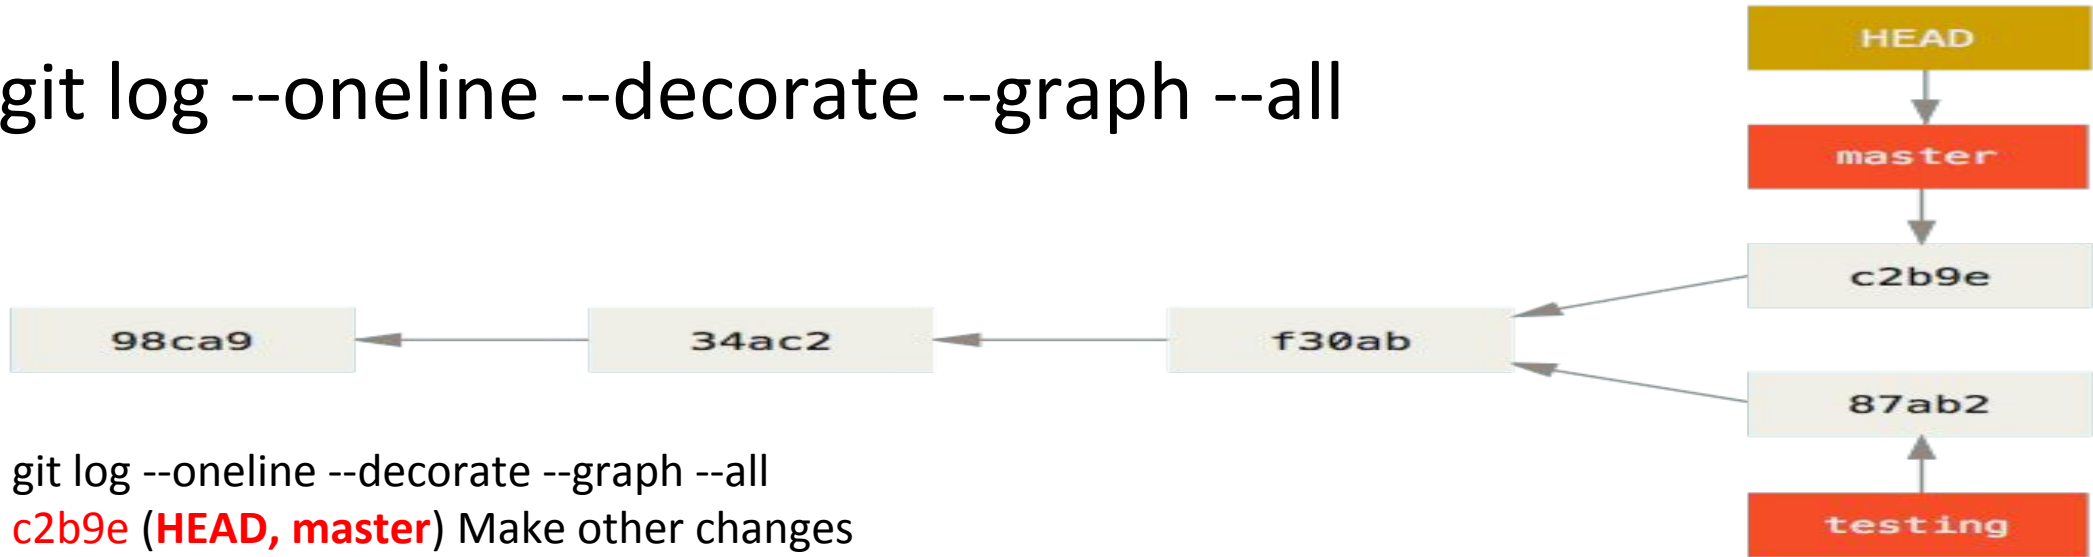 git log --oneline --decorate --graph --all
HEAD
master
c2b9e
98ca9
34ac2
f30ab
87ab2
testing
git log --oneline --decorate --graph --all
c2b9e (HEAD, master) Make other changes